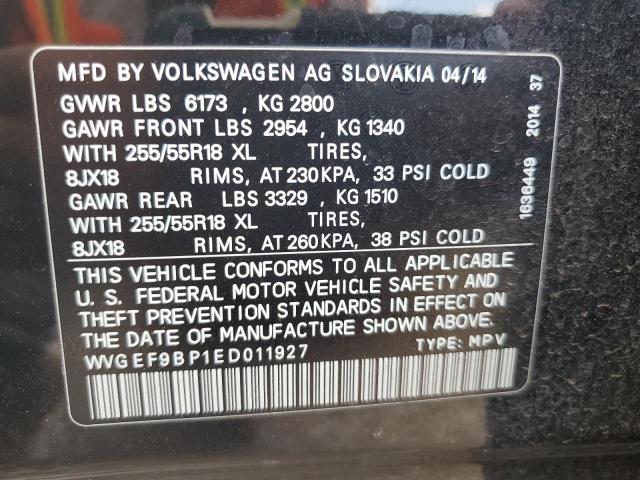 MFD BY VOLKSWAGEN AG SLOVAKIA 04/14
GVWR LBS 6173 , KG 2800
GAWR FRONT LBS 2954 , KG 1340
WITH 255/55R18 XL TIRES,
8JX18 RIMS, AT 230KPA, 33 PSI COLD
GAWR REAR LBS 3329 , KG 1510
WITH 255/55R18 XL TIRES,
8JX18 RIMS, AT 260KPA, 38 PSI COLD
THIS VEHICLE CONFORMS TO ALL APPLICABLE
U. S. FEDERAL MOTOR VEHICLE SAFETY AND
THEFT PREVENTION STANDARDS IN EFFECT ON
THE DATE OF MANUFACTURE SHOWN ABOVE.
WVGEF9BP1ED011927 TYPE: MPV
1636449 2014 37